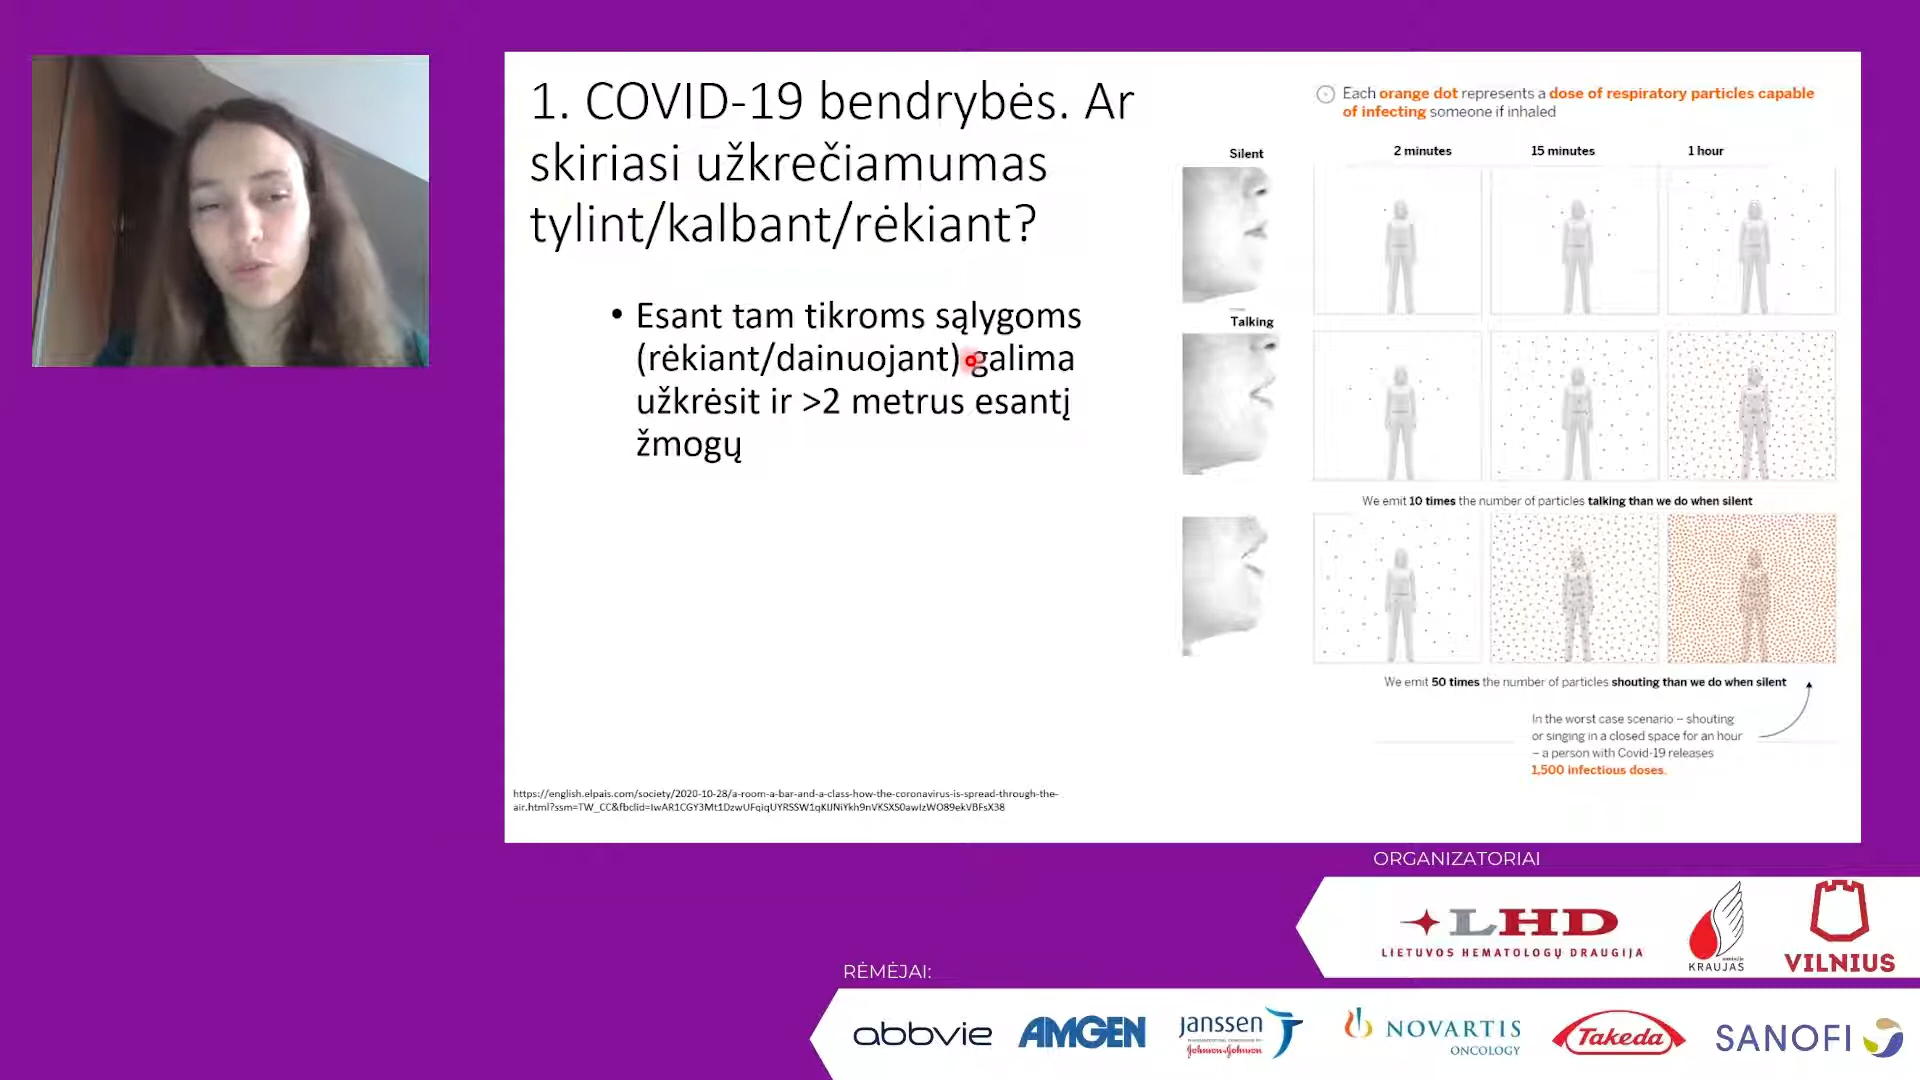 1. COVID-19 bendrybės. Ar
skiriasi užkrečiamumas
tylint/kalbant/rėkiant?
• Esant tam tikroms sąlygoms
(rėkiant/dainuojant) galima
užkrėsit ir >2 metrus esantį
žmogų
Each orange dot represents a dose of respiratory particles capable
of infecting someone if inhaled
Silent
2 minutes
15 minutes
1 hour
Talking
We emit 10 times the number of particles talking than we do when silent
We emit 50 times the number of particles shouting than we do when silent
In the worst case scenario – shouting
or singing in a closed space for an hour
– a person with Covid-19 releases
1,500 infectious doses.
https://english.elpais.com/society/2020-10-28/a-room-a-bar-and-a-class-how-the-coronavirus-is-spread-through-the-
ORGANIZATORIAI
LHD
LIETUVOS HEMATOLOGŲ DRAUGIJA
KRAUJAS
VILNIUS
RĖMĖJAI:
abbvie
AMGEN
janssen
Johnson&Johnson
NOVARTIS
ONCOLOGY
Takeda
SANOFI